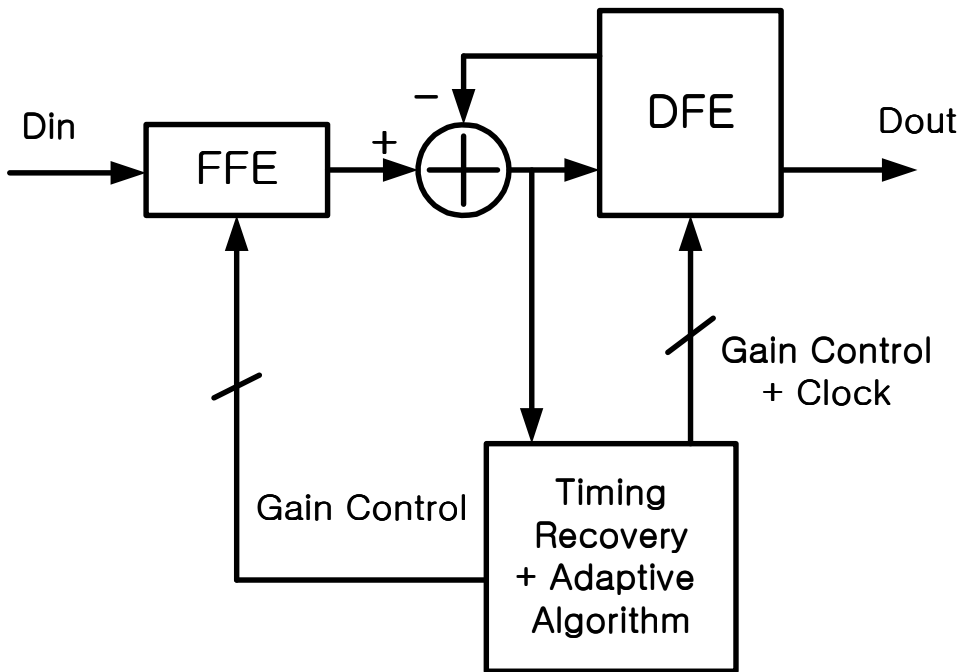 Din
FFE
+
−
DFE
Dout
Gain Control
+ Clock
Gain Control
Timing
Recovery
+ Adaptive
Algorithm